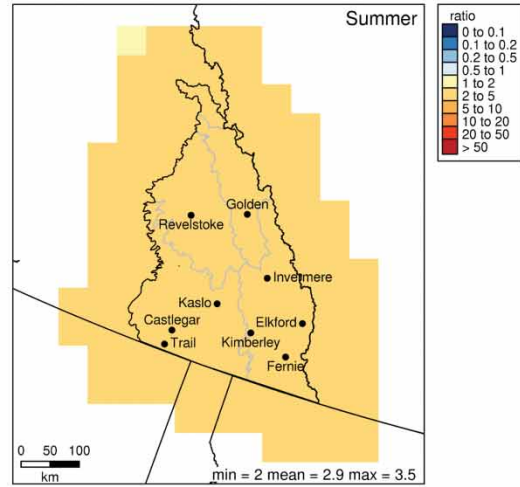 Summer
ratio
0 to 0.1
0.1 to 0.2
0.2 to 0.5
0.5 to 1
1 to 2
2 to 5
5 to 10
10 to 20
20 to 50
> 50
Golden
Revelstoke
Invermere
Kaslo
Castlegar
Elkford
Trail
Kimberley
Fernie
0 50 100
km
min = 2 mean = 2.9 max = 3.5